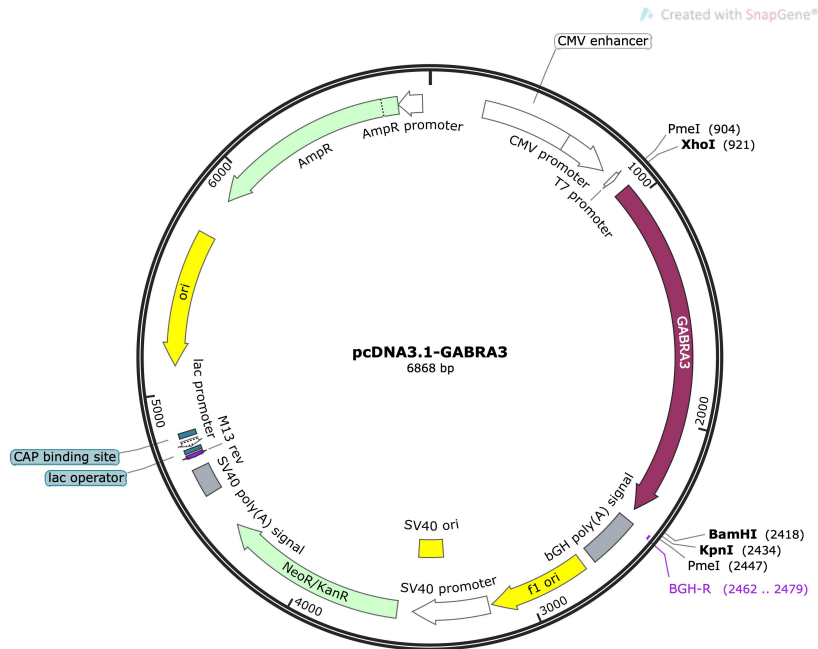 Created with SnapGene®
CMV enhancer
AmpR promoter
AmpR
CMV promoter
T7 promoter
PmeI (904)
XhoI (921)
1000
6000
ori
GABRA3
pcDNA3.1-GABRA3
6868 bp
5000
2000
lac promoter
M13 rev
CAP binding site
lac operator
SV40 poly(A) signal
bGH poly(A) signal
SV40 ori
BamHI (2418)
KpnI (2434)
PmeI (2447)
BGH-R (2462 .. 2479)
NeoR/KanR
SV40 promoter
f1 ori
4000
3000